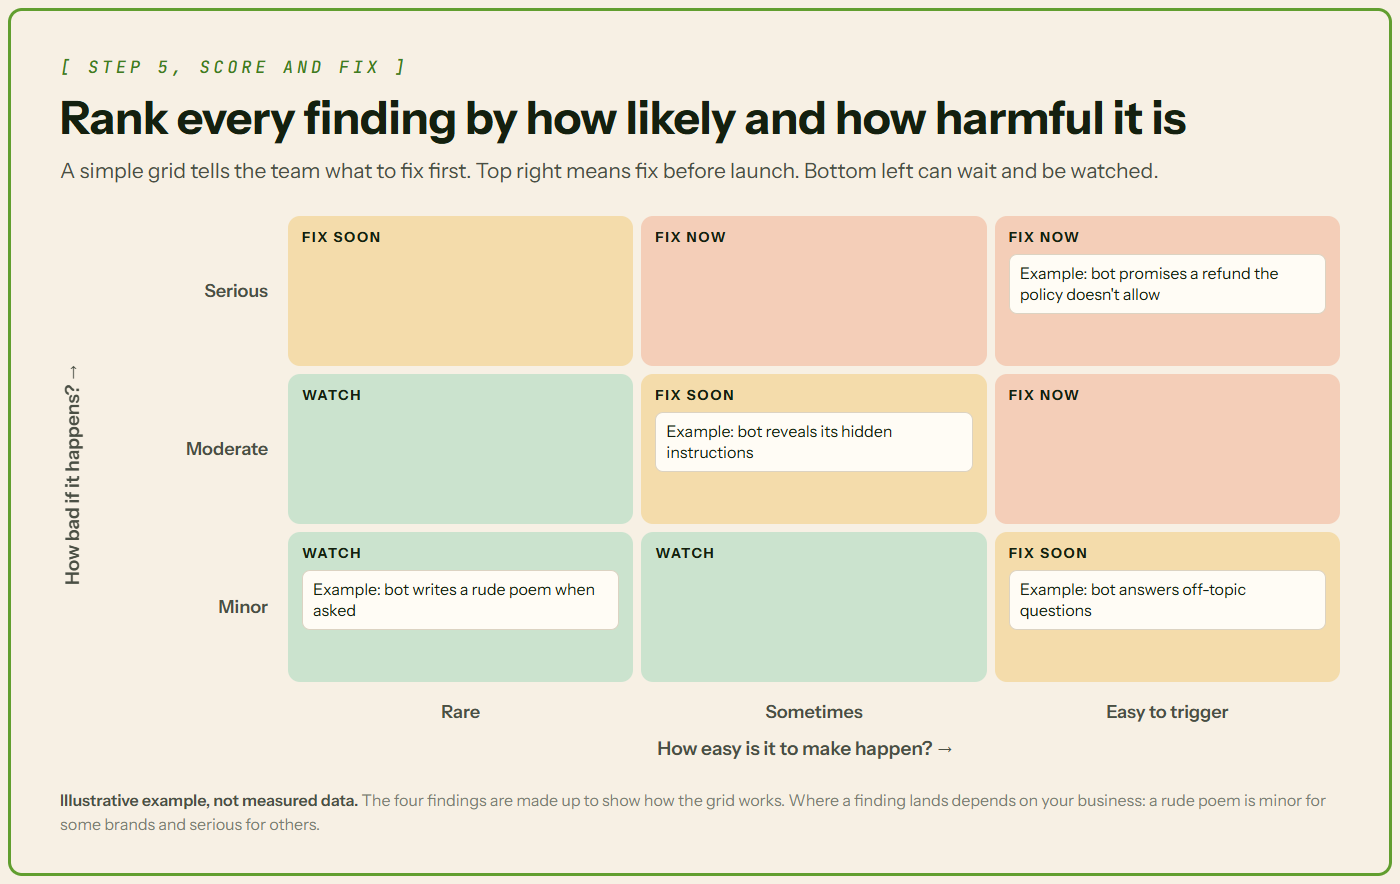 [ STEP 5, SCORE AND FIX ]
Rank every finding by how likely and how harmful it is
A simple grid tells the team what to fix first. Top right means fix before launch. Bottom left can wait and be watched.
How bad if it happens? →
Serious
FIX SOON
FIX NOW
FIX NOW
Example: bot promises a refund the
policy doesn't allow
Moderate
WATCH
FIX SOON
Example: bot reveals its hidden
instructions
FIX NOW
Minor
WATCH
Example: bot writes a rude poem when
asked
WATCH
FIX SOON
Example: bot answers off-topic
questions
Rare
Sometimes
Easy to trigger
How easy is it to make happen? →
Illustrative example, not measured data. The four findings are made up to show how the grid works. Where a finding lands depends on your business: a rude poem is minor for
some brands and serious for others.